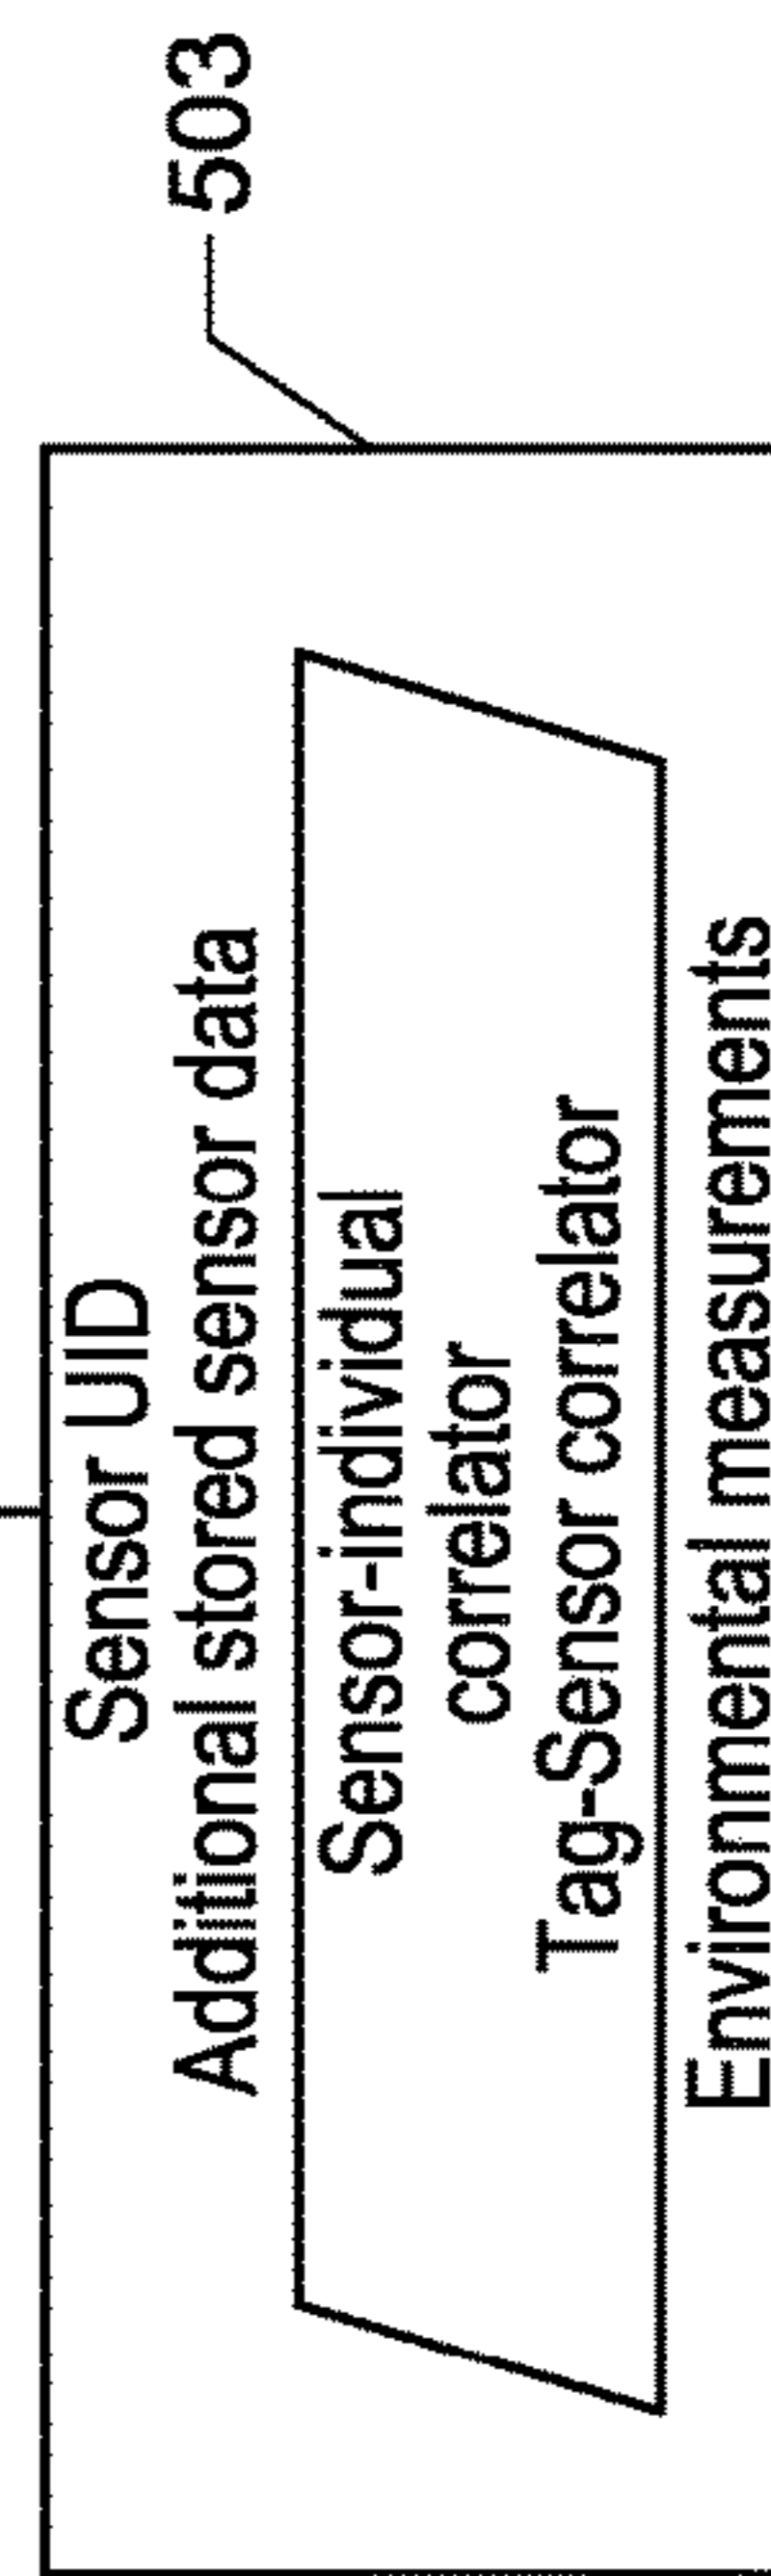 503
Sensor UID
Additional stored sensor data
Sensor-individual
correlator
Tag-Sensor correlator
Environmental measurements